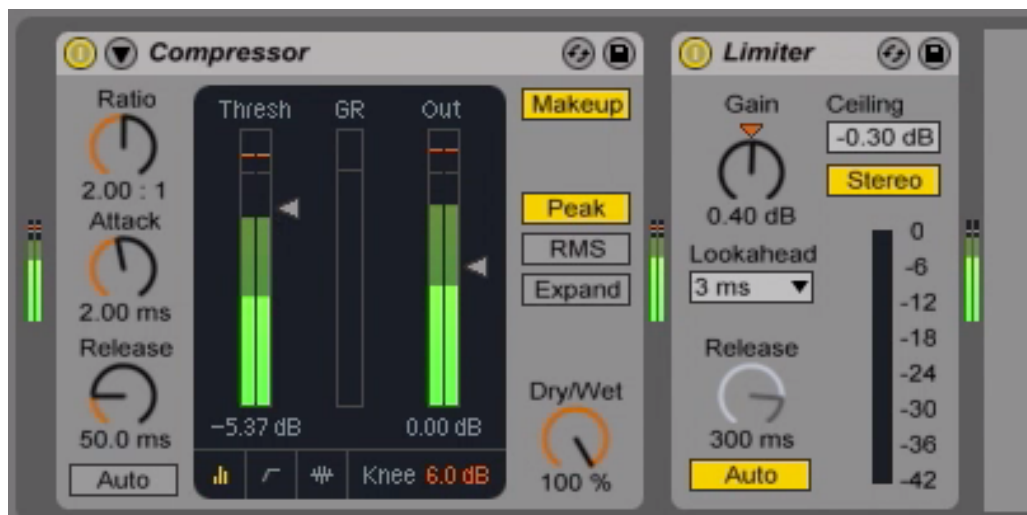 Compressor
Ratio
2.00 : 1
Attack
2.00 ms
Release
50.0 ms
Auto
Thresh GR Out
−5.37 dB 0.00 dB
Knee 6.0 dB
Makeup
Peak
RMS
Expand
Dry/Wet
100 %
Limiter
Gain
0.40 dB
Lookahead
3 ms
Release
300 ms
Auto
Ceiling
-0.30 dB
Stereo
0
-6
-12
-18
-24
-30
-36
-42